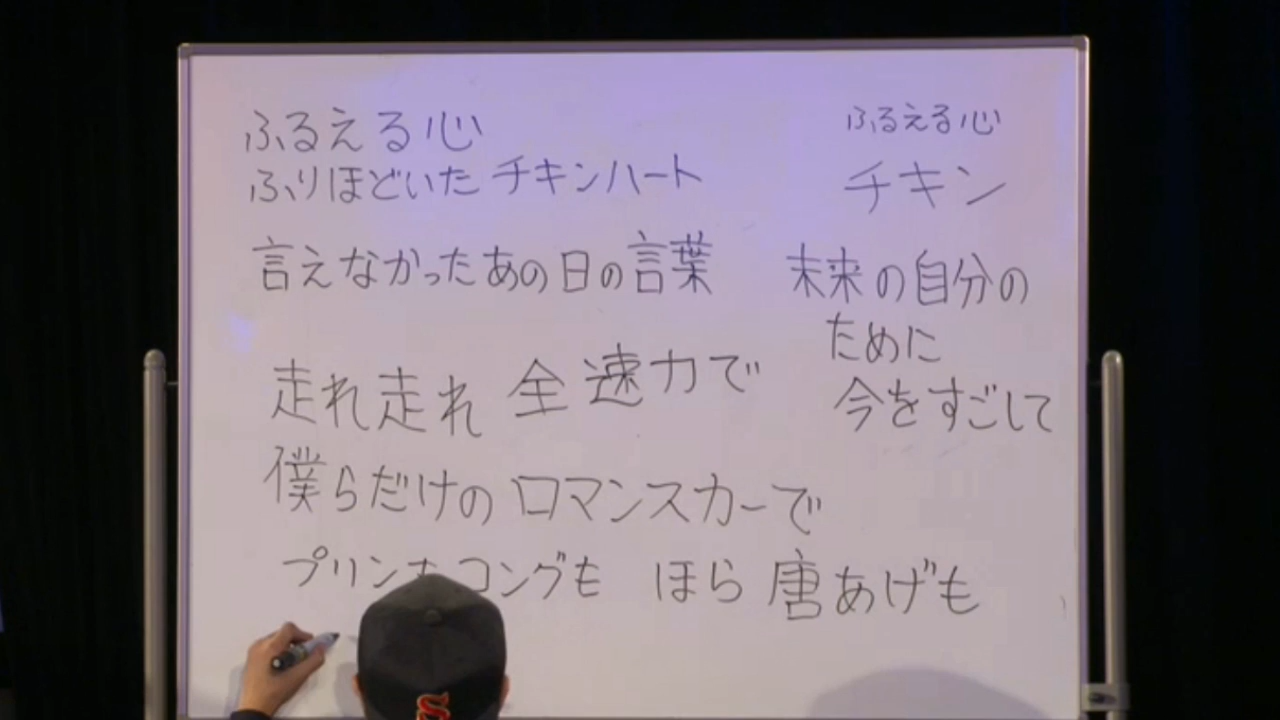 ふるえる心
ふりほどいた チキンハート
言えなかったあの日の言葉
走れ走れ 全速力で
僕らだけの ロマンスカーで
プリン コングも ほら 唐あげも
ふるえる心
チキン
未来の自分の
ために
今をすごして
S